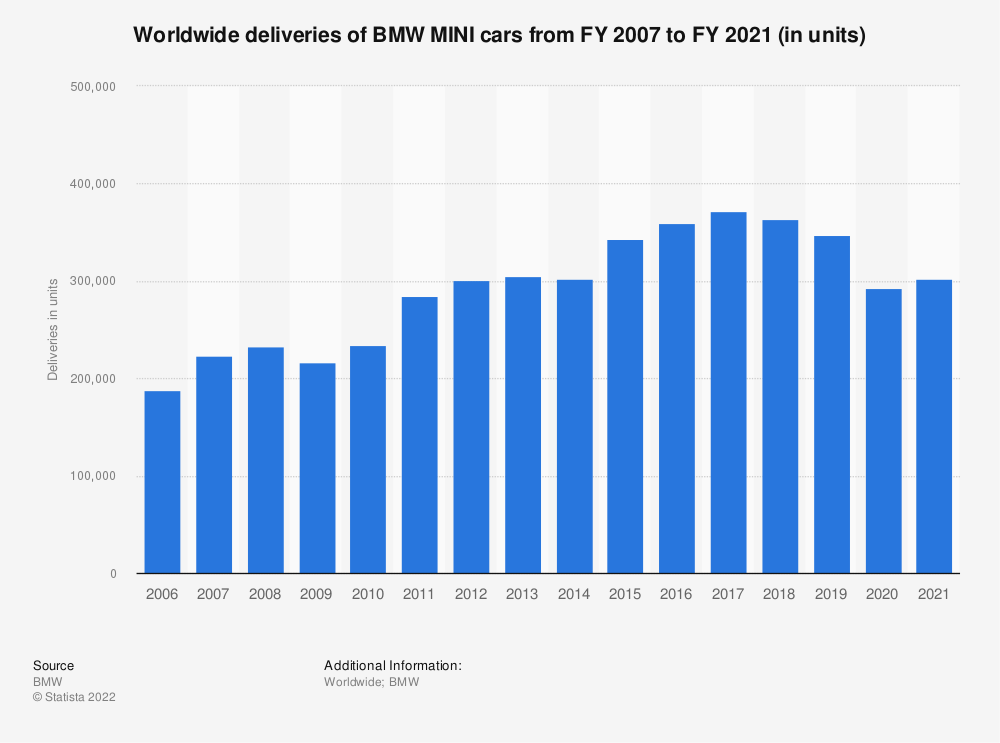 Worldwide deliveries of BMW MINI cars from FY 2007 to FY 2021 (in units)
500,000
400,000
300,000
200,000
100,000
0
Deliveries in units
2006 2007 2008 2009 2010 2011 2012 2013 2014 2015 2016 2017 2018 2019 2020 2021
Source
BMW
© Statista 2022
Additional Information:
Worldwide; BMW